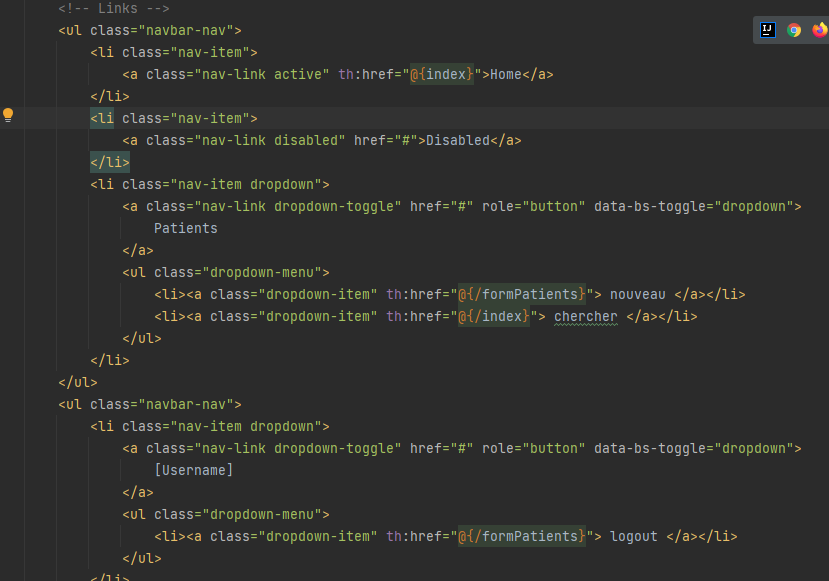 <!-- Links -->
<ul class="navbar-nav">
<li class="nav-item">
<a class="nav-link active" th:href="@{index}">Home</a>
</li>
<li class="nav-item">
<a class="nav-link disabled" href="#">Disabled</a>
</li>
<li class="nav-item dropdown">
<a class="nav-link dropdown-toggle" href="#" role="button" data-bs-toggle="dropdown">
Patients
</a>
<ul class="dropdown-menu">
<li><a class="dropdown-item" th:href="@{/formPatients}"> nouveau </a></li>
<li><a class="dropdown-item" th:href="@{/index}"> chercher </a></li>
</ul>
</li>
</ul>
<ul class="navbar-nav">
<li class="nav-item dropdown">
<a class="nav-link dropdown-toggle" href="#" role="button" data-bs-toggle="dropdown">
[Username]
</a>
<ul class="dropdown-menu">
<li><a class="dropdown-item" th:href="@{/formPatients}"> logout </a></li>
</ul>
</li>
IJ